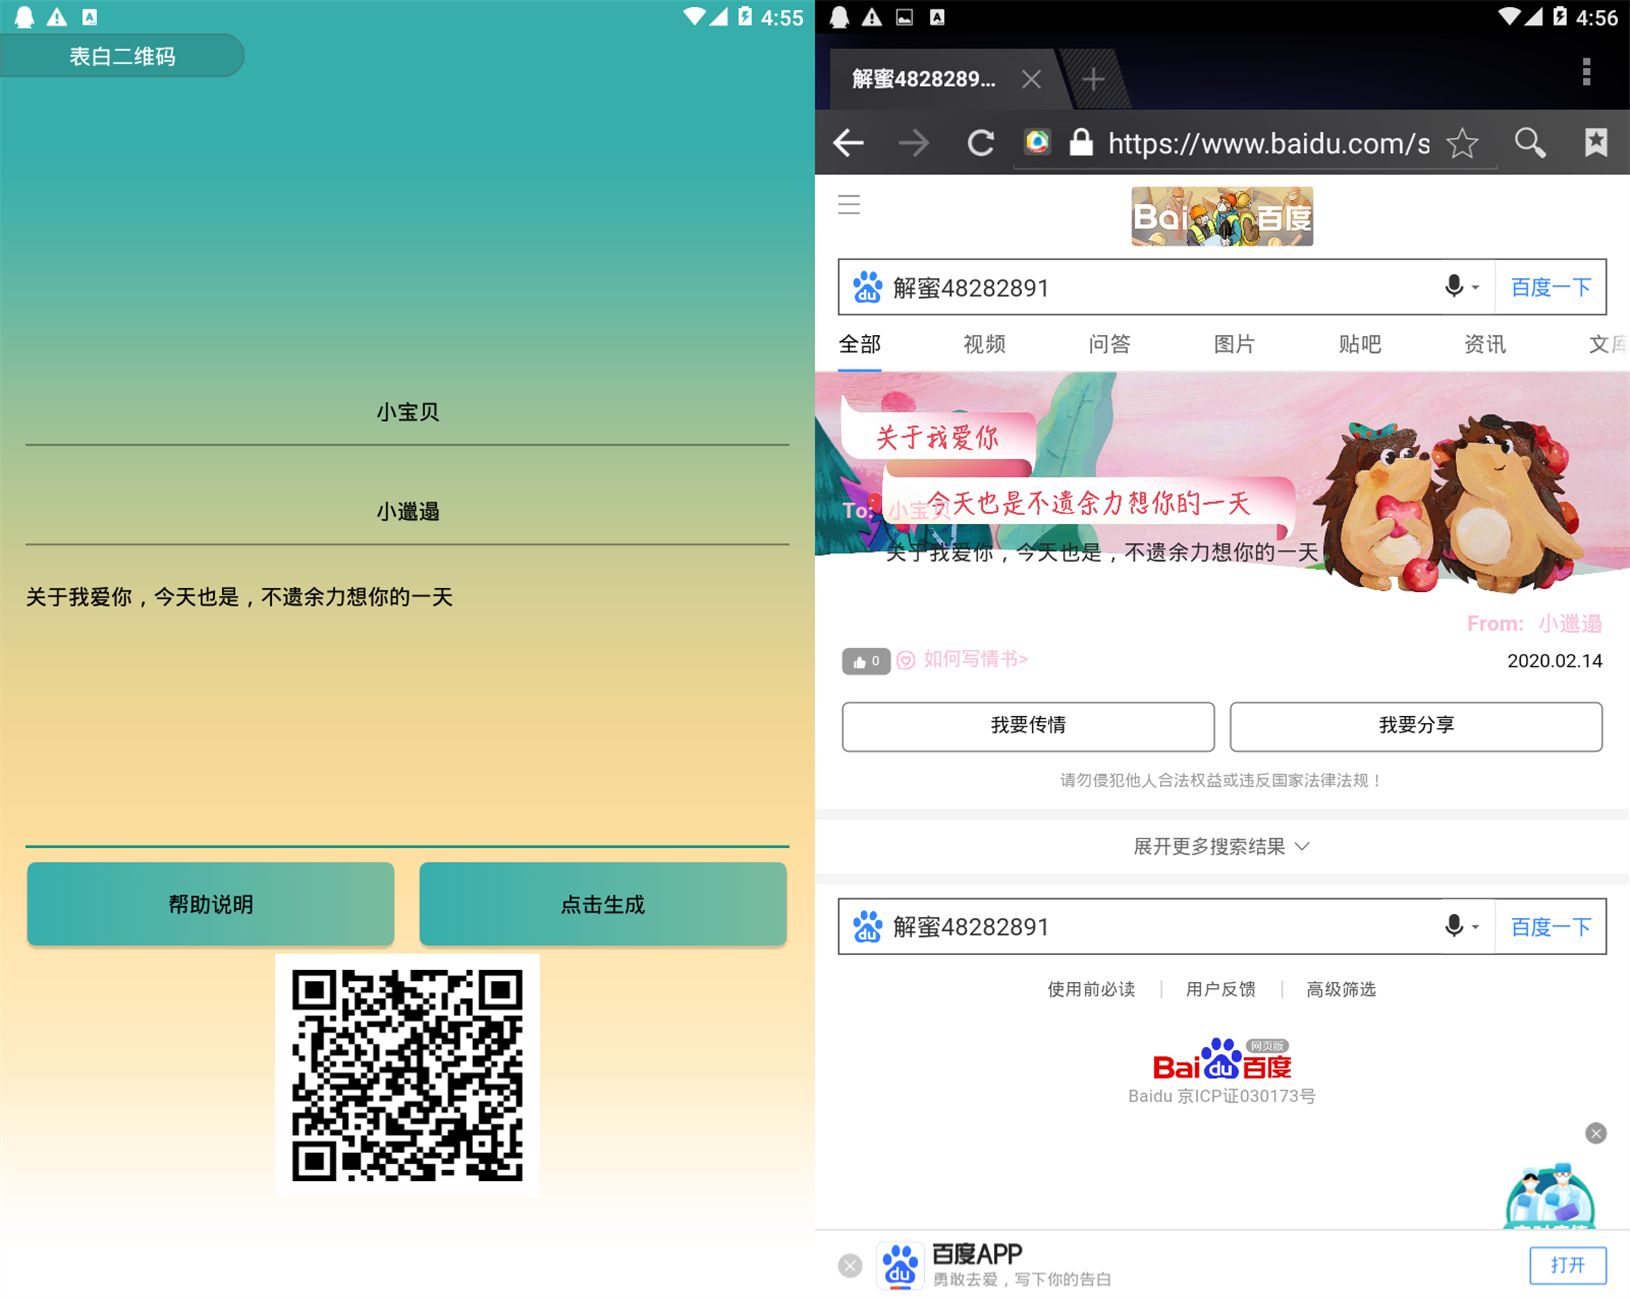 4:55
表白二维码
小宝贝
小邋遢
关于我爱你，今天也是，不遗余力想你的一天
帮助说明
点击生成
4:56
解蜜4828289...
https://www.baidu.com/s
Bai 百度
解蜜48282891
百度一下
全部 视频 问答 图片 贴吧 资讯 文库
关于我爱你
今天也是不遗余力想你的一天
To: 小宝贝
关于我爱你，今天也是，不遗余力想你的一天
From: 小邋遢
0 如何写情书>
2020.02.14
我要传情
我要分享
请勿侵犯他人合法权益或违反国家法律法规！
展开更多搜索结果
解蜜48282891
百度一下
使用前必读 用户反馈 高级筛选
Bai du 百度 网页版
Baidu 京ICP证030173号
百度APP
勇敢去爱，写下你的告白
打开